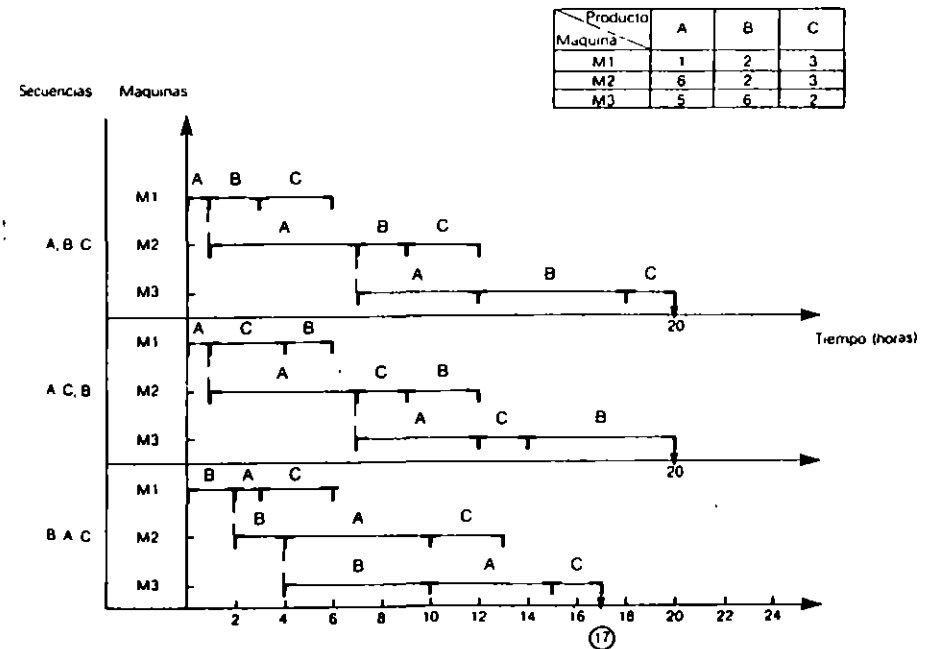 Producto
Maquina
A B C
M1 1 2 3
M2 6 2 3
M3 5 6 2
Secuencias Maquinas
A B C
M1
A B C
A, B C M2
A B C
M3
20
Tiempo (horas)
A C B
M1
A C B
A C, B M2
A C B
M3
20
B A C
M1
B A C
B A C M2
B A C
M3
2 4 6 8 10 12 14 16 18 20 22 24
17